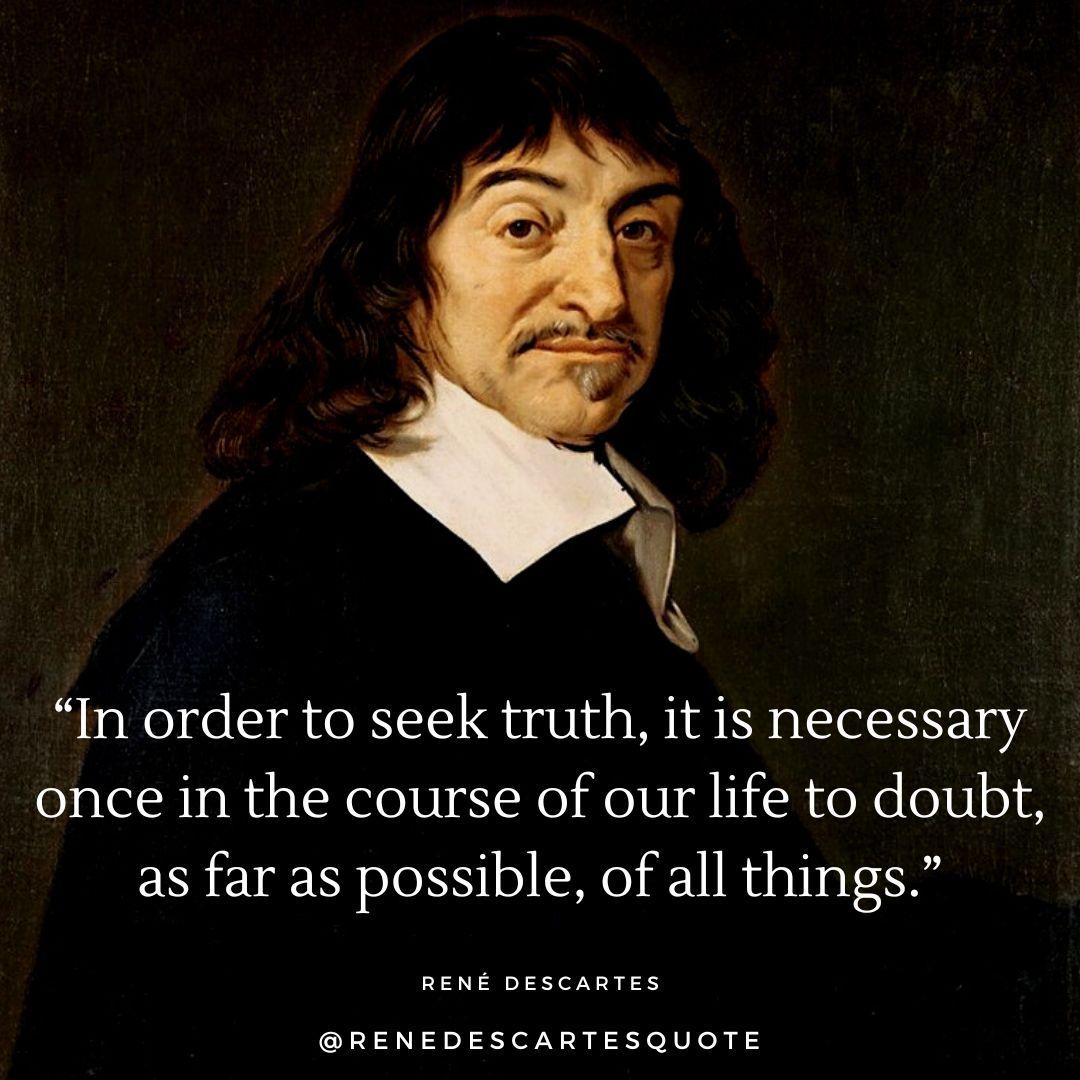 “In order to seek truth, it is necessary
once in the course of our life to doubt,
as far as possible, of all things.”
RENÉ DESCARTES
@RENEDESCARTESQUOTE